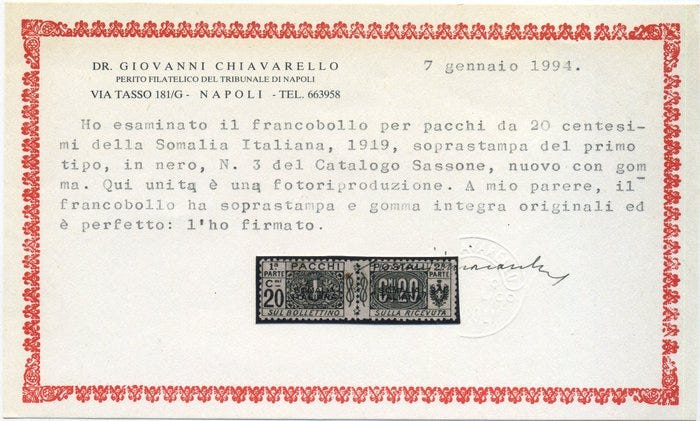 DR. GIOVANNI CHIAVARELLO
PERITO FILATELICO DEL TRIBUNALE DI NAPOLI
VIA TASSO 181/G - NAPOLI - TEL. 663958
7 gennaio 1994.
Ho esaminato il francobollo per pacchi da 20 centesi-
mi della Somalia Italiana, 1919, soprastampa del primo
tipo, in nero, N. 3 del Catalogo Sassone, nuovo con gom
ma. Qui unita è una fotoriproduzione. A mio parere, il
francobollo ha soprastampa e gomma integra originali ed
è perfetto: l'ho firmato.
1ª PARTE PACCHI POSTALI 2ª PARTE
20
SUL BOLLETTINO SULLA RICEVUTA